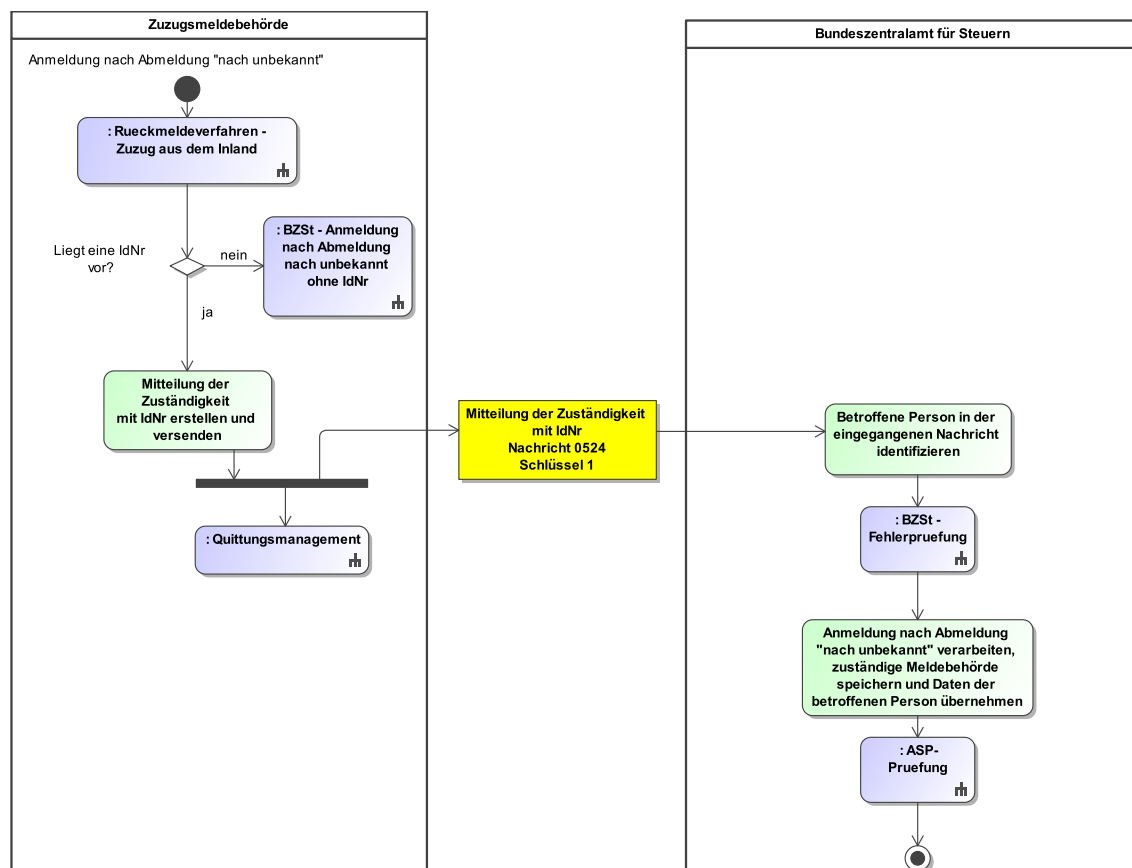 Zuzugsmeldebehörde
Anmeldung nach Abmeldung "nach unbekannt"
: Rueckmeldeverfahren -
Zuzug aus dem Inland
Liegt eine IdNr
vor?
nein
: BZSt - Anmeldung
nach Abmeldung
nach unbekannt
ohne IdNr
ja
Mitteilung der
Zuständigkeit
mit IdNr erstellen und
versenden
: Quittungsmanagement
Mitteilung der Zuständigkeit
mit IdNr
Nachricht 0524
Schlüssel 1
Bundeszentralamt für Steuern
Betroffene Person in der
eingegangenen Nachricht
identifizieren
: BZSt -
Fehlerpruefung
Anmeldung nach Abmeldung
"nach unbekannt" verarbeiten,
zuständige Meldebehörde
speichern und Daten der
betroffenen Person übernehmen
: ASP-
Pruefung